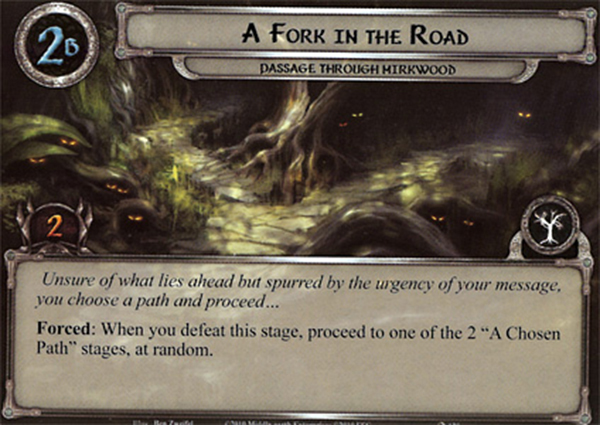 2B
A Fork in the Road
Passage Through Mirkwood
2
Unsure of what lies ahead but spurred by the urgency of your message,
you choose a path and proceed…
Forced: When you defeat this stage, proceed to one of the 2 “A Chosen
Path” stages, at random.